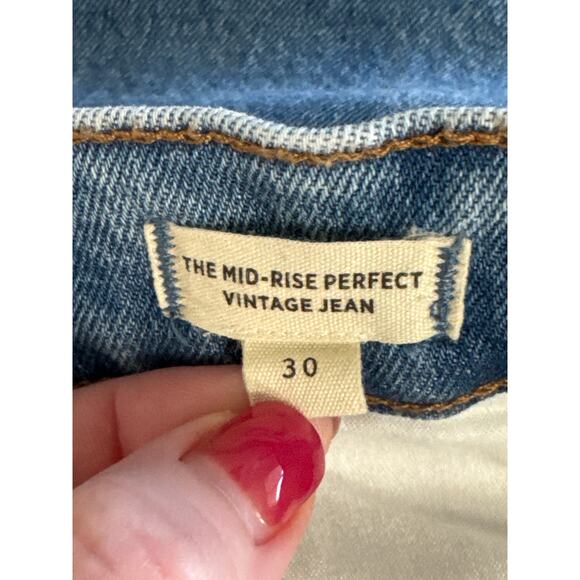 THE MID-RISE PERFECT
VINTAGE JEAN
30